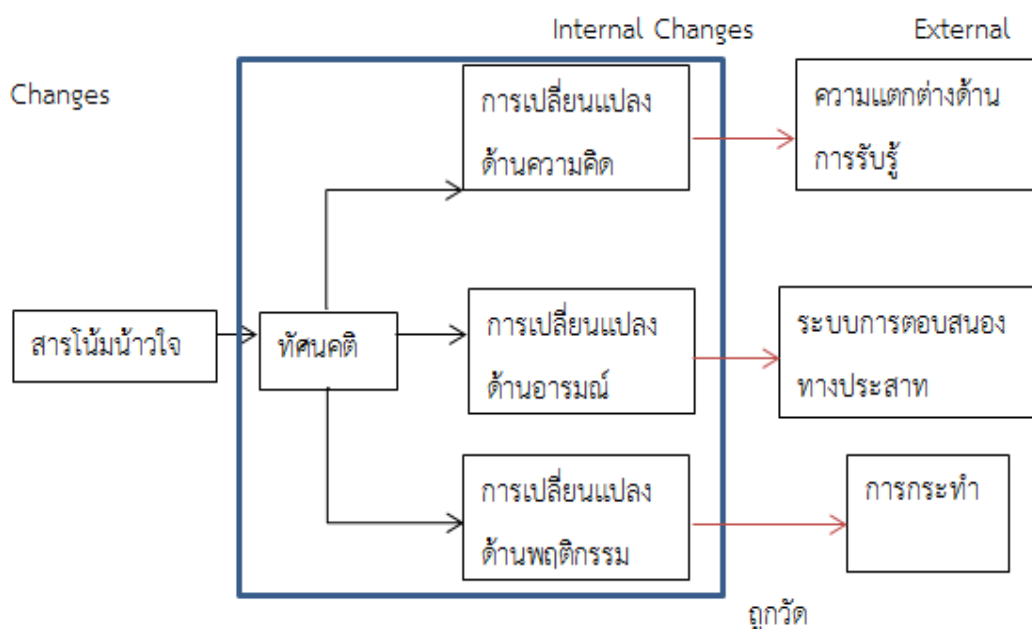 Internal Changes External
Changes
การเปลี่ยนแปลง
ด้านความคิด
ความแตกต่างด้าน
การรับรู้
สารโน้มน้าวใจ
ทัศนคติ
การเปลี่ยนแปลง
ด้านอารมณ์
ระบบการตอบสนอง
ทางประสาท
การเปลี่ยนแปลง
ด้านพฤติกรรม
การกระทำ
ถูกวัด